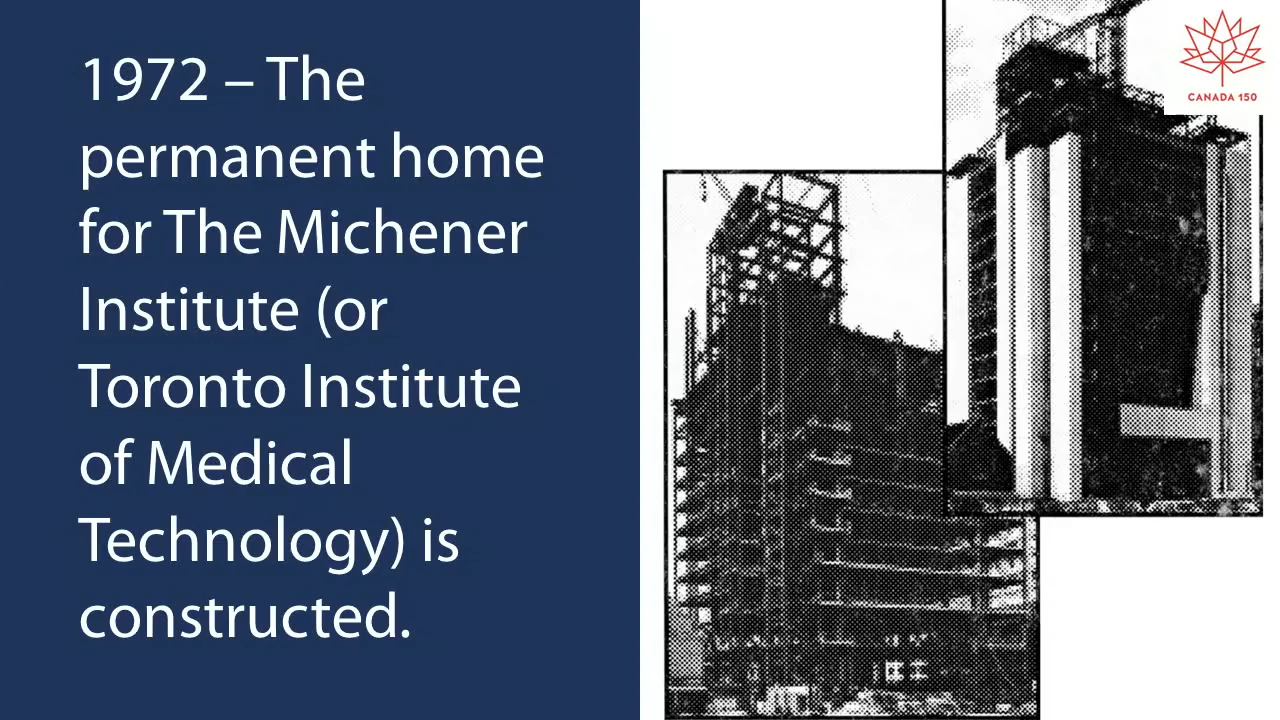 1972 – The
permanent home
for The Michener
Institute (or
Toronto Institute
of Medical
Technology) is
constructed.
CANADA 150